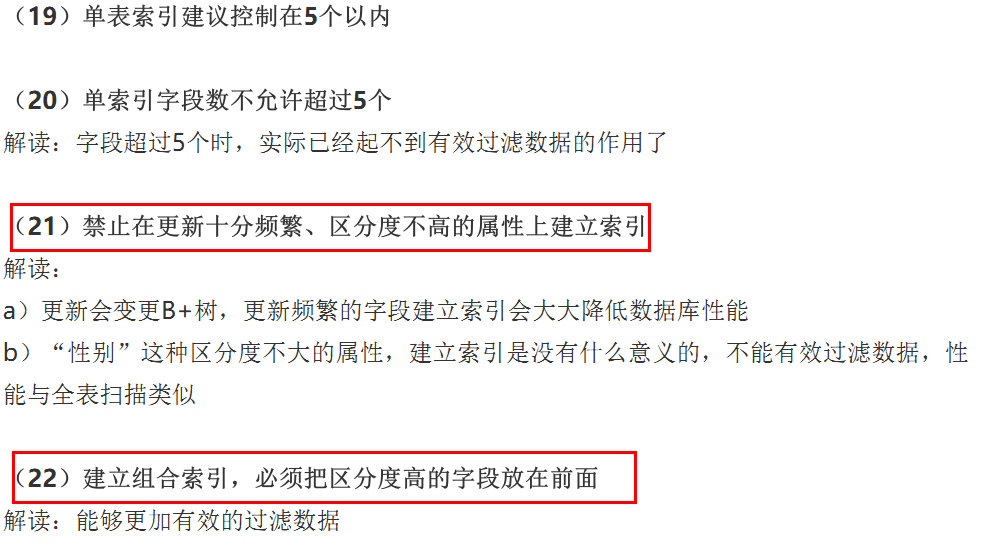 （19）单表索引建议控制在5个以内
（20）单索引字段数不允许超过5个
解读：字段超过5个时，实际已经起不到有效过滤数据的作用了
（21）禁止在更新十分频繁、区分度不高的属性上建立索引
解读：
a）更新会变更B+树，更新频繁的字段建立索引会大大降低数据库性能
b）“性别”这种区分度不大的属性，建立索引是没有什么意义的，不能有效过滤数据，性
能与全表扫描类似
（22）建立组合索引，必须把区分度高的字段放在前面
解读：能够更加有效的过滤数据